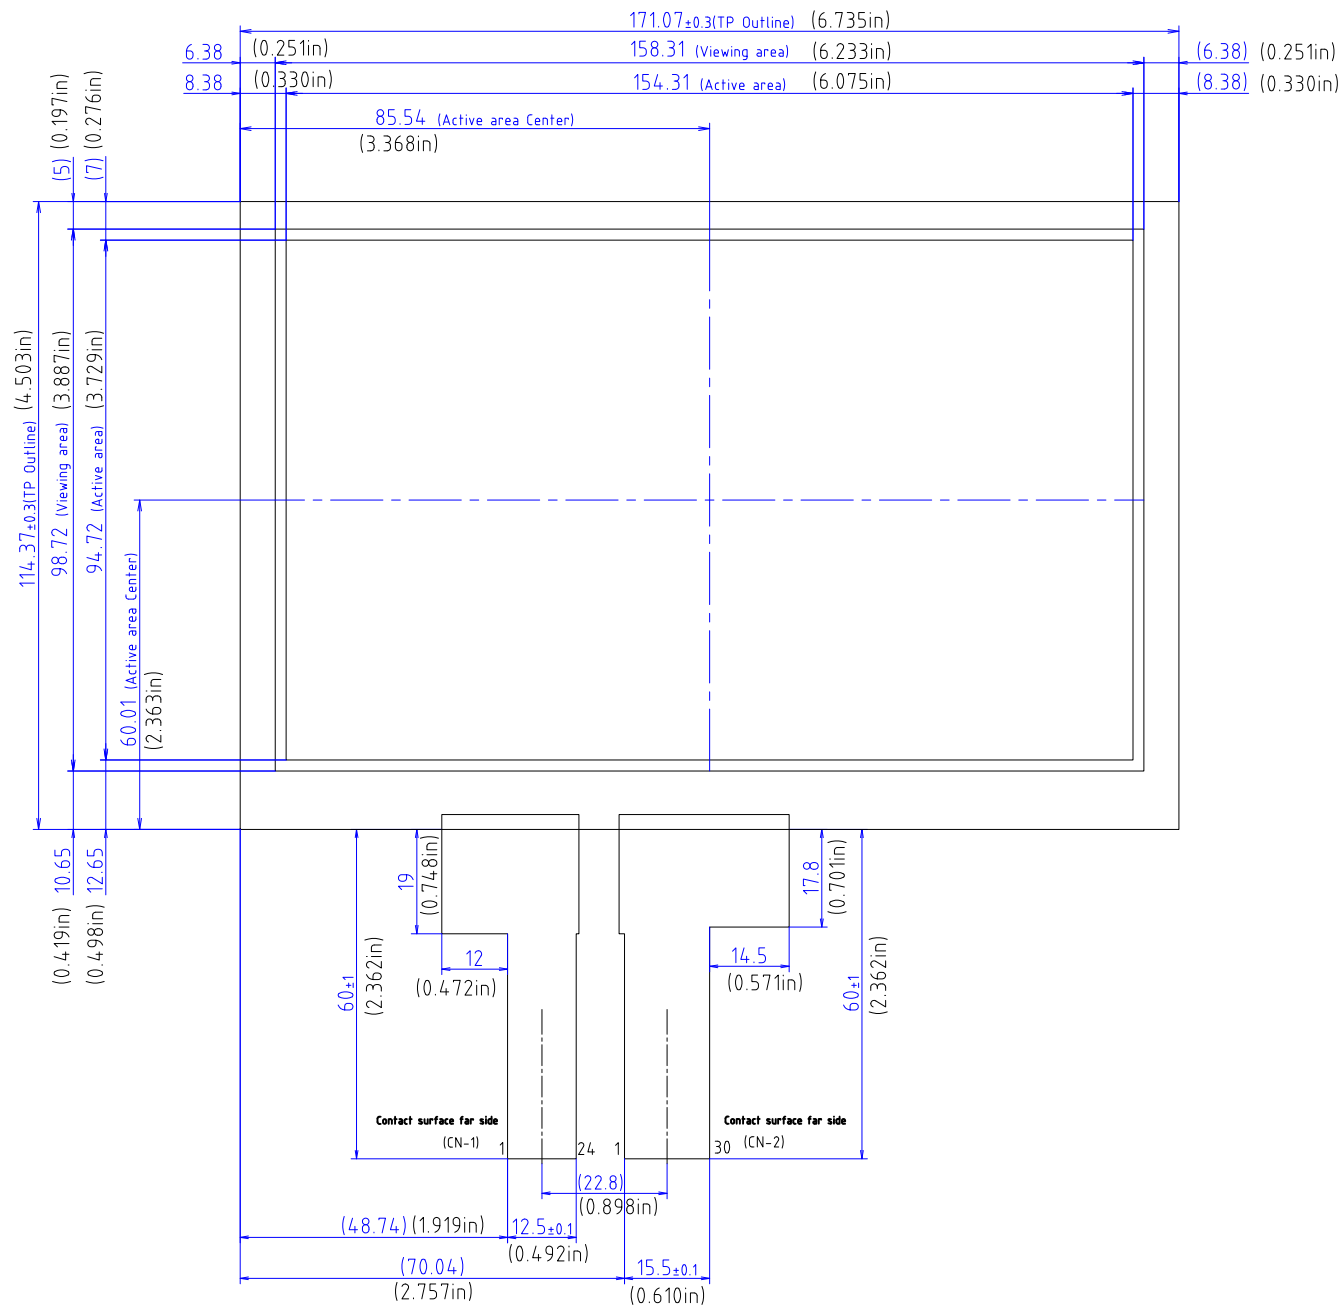 171.07±0.3(TP Outline) (6.735in)
6.38 (0.251in) 158.31 (Viewing area) (6.233in) (6.38) (0.251in)
8.38 (0.330in) 154.31 (Active area) (6.075in) (8.38) (0.330in)
85.54 (Active area Center)
(3.368in)
(5) (0.197in)
(7) (0.276in)
114.37±0.3(TP Outline) (4.503in)
98.72 (Viewing area) (3.887in)
94.72 (Active area) (3.729in)
60.01 (Active area Center)
(2.363in)
(0.419in) 10.65
(0.498in) 12.65
19
(0.748in)
17.8
(0.701in)
12
(0.472in)
14.5
(0.571in)
60±1
(2.362in)
60±1
(2.362in)
Contact surface far side
(CN-1)
1 24 1 30
Contact surface far side
(CN-2)
(22.8)
(0.898in)
(48.74) (1.919in) 12.5±0.1
(0.492in)
(70.04) 15.5±0.1
(2.757in) (0.610in)